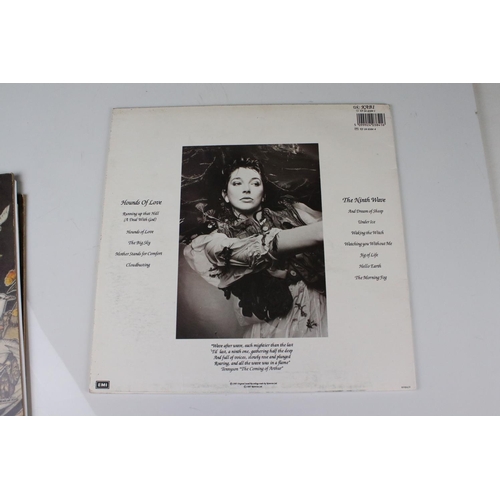 UK: KAB1
Hounds Of Love
Running up that Hill
(A Deal With God)
Hounds of Love
The Big Sky
Mother Stands for Comfort
Cloudbusting
The Ninth Wave
And Dream of Sheep
Under Ice
Waking the Witch
Watching you Without Me
Jig of Life
Hello Earth
The Morning Fog
"Wave after wave, each mightier than the last
'Til last, a ninth one, gathering half the deep
And full of voices, slowly rose and plunged
Roaring, and all the wave was in a flame"
Tennyson "The Coming of Arthur"
EMI